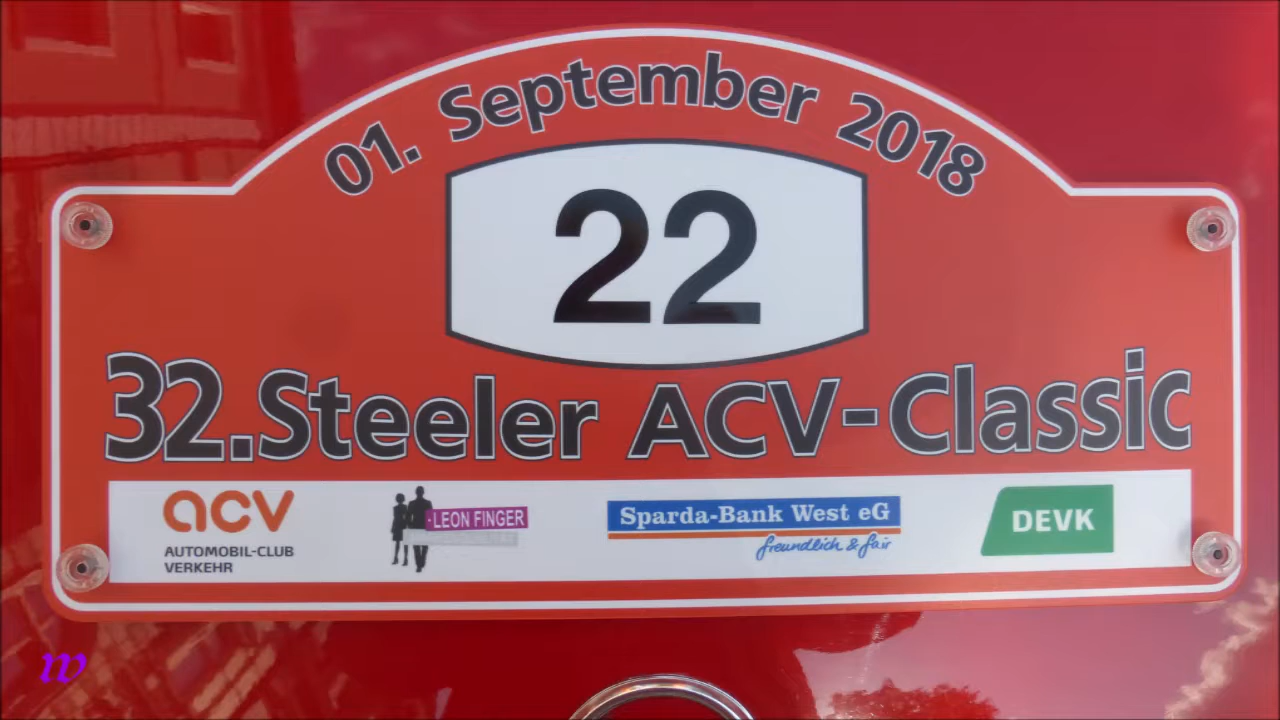 01. September 2018
22
32.Steeler ACV-Classic
acv
AUTOMOBIL-CLUB
VERKEHR
LEON FINGER
Sparda-Bank West eG
freundlich & fair
DEVK
w